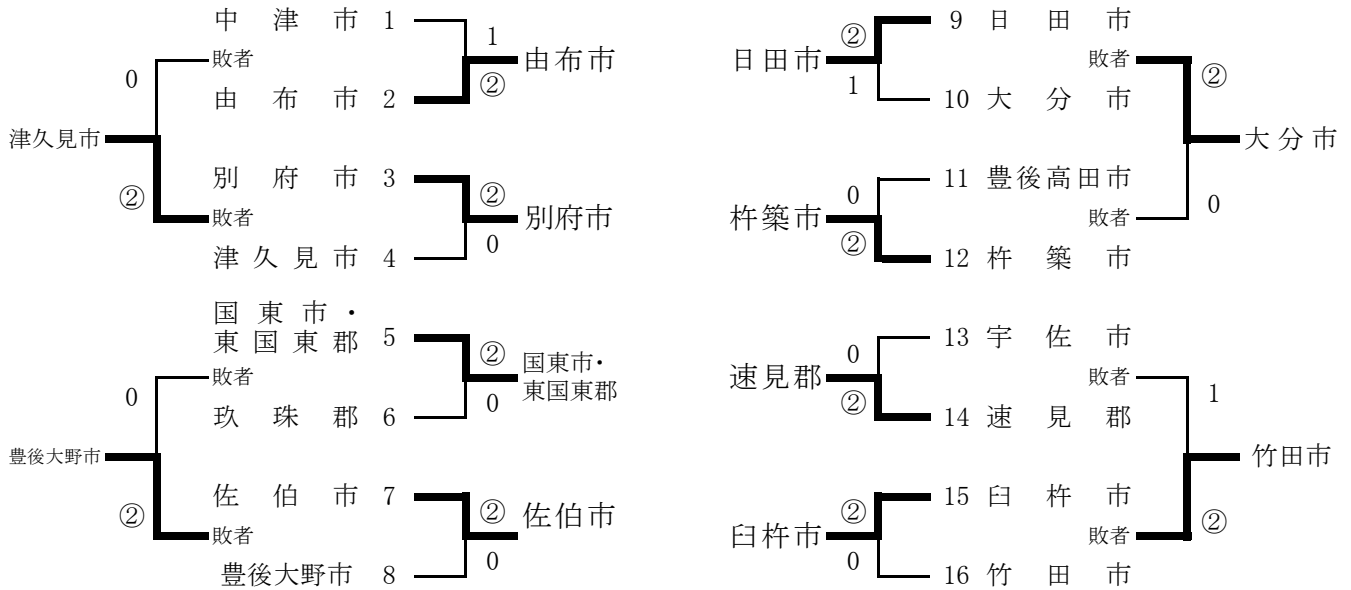 中津市 1
1
敗者
0
由布市
由布市 2
②
津久見市
別府市 3
②
②
敗者
別府市
0
津久見市 4
国東市・
東国東郡 5
②
敗者
0
国東市・
東国東郡
0
玖珠郡 6
豊後大野市
佐伯市 7
②
②
敗者
佐伯市
0
豊後大野市 8
9 日田市
②
日田市
敗者
②
1
10 大分市
大分市
11 豊後高田市
0
杵築市
敗者
0
②
12 杵築市
13 宇佐市
0
速見郡
敗者
1
②
14 速見郡
竹田市
15 臼杵市
②
臼杵市
敗者
②
0
16 竹田市